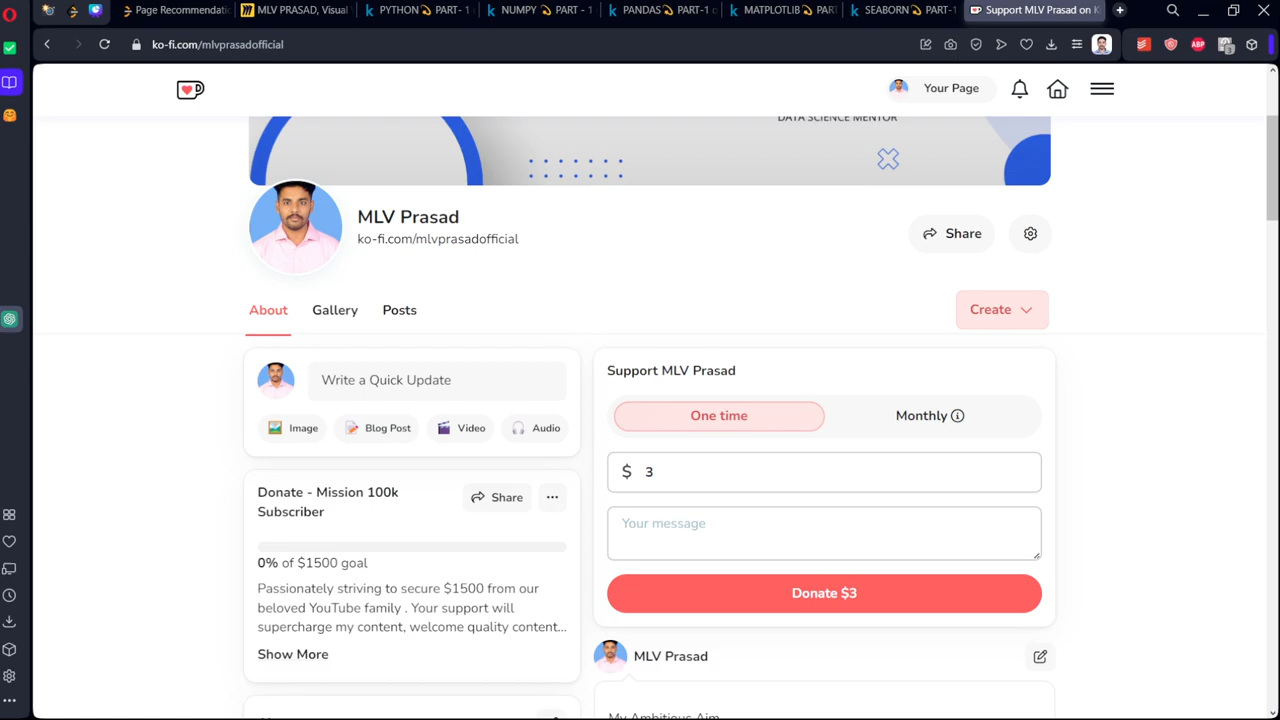 Page Recommendati
MLV PRASAD, Visual
PYTHON PART- 1
NUMPY PART - 1
PANDAS PART-1 o
MATPLOTLIB PART
SEABORN PART-1
Support MLV Prasad on K
ko-fi.com/mlvprasadofficial
Your Page
DATA SCIENCE MENTOR
MLV Prasad
ko-fi.com/mlvprasadofficial
Share
About
Gallery
Posts
Create
Write a Quick Update
Image
Blog Post
Video
Audio
Donate - Mission 100k
Subscriber
Share
0% of $1500 goal
Passionately striving to secure $1500 from our
beloved YouTube family . Your support will
supercharge my content, welcome quality content...
Show More
Support MLV Prasad
One time
Monthly
$ 3
Your message
Donate $3
MLV Prasad
My Ambitious Aim